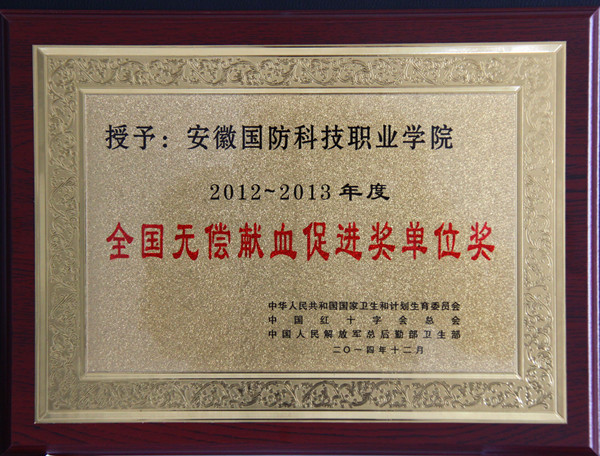 授予：安徽国防科技职业学院
2012~2013年度
全国无偿献血促进奖单位奖
中华人民共和国国家卫生和计划生育委员会
中国红十字会总会
中国人民解放军总后勤部卫生部
二〇一四年十二月